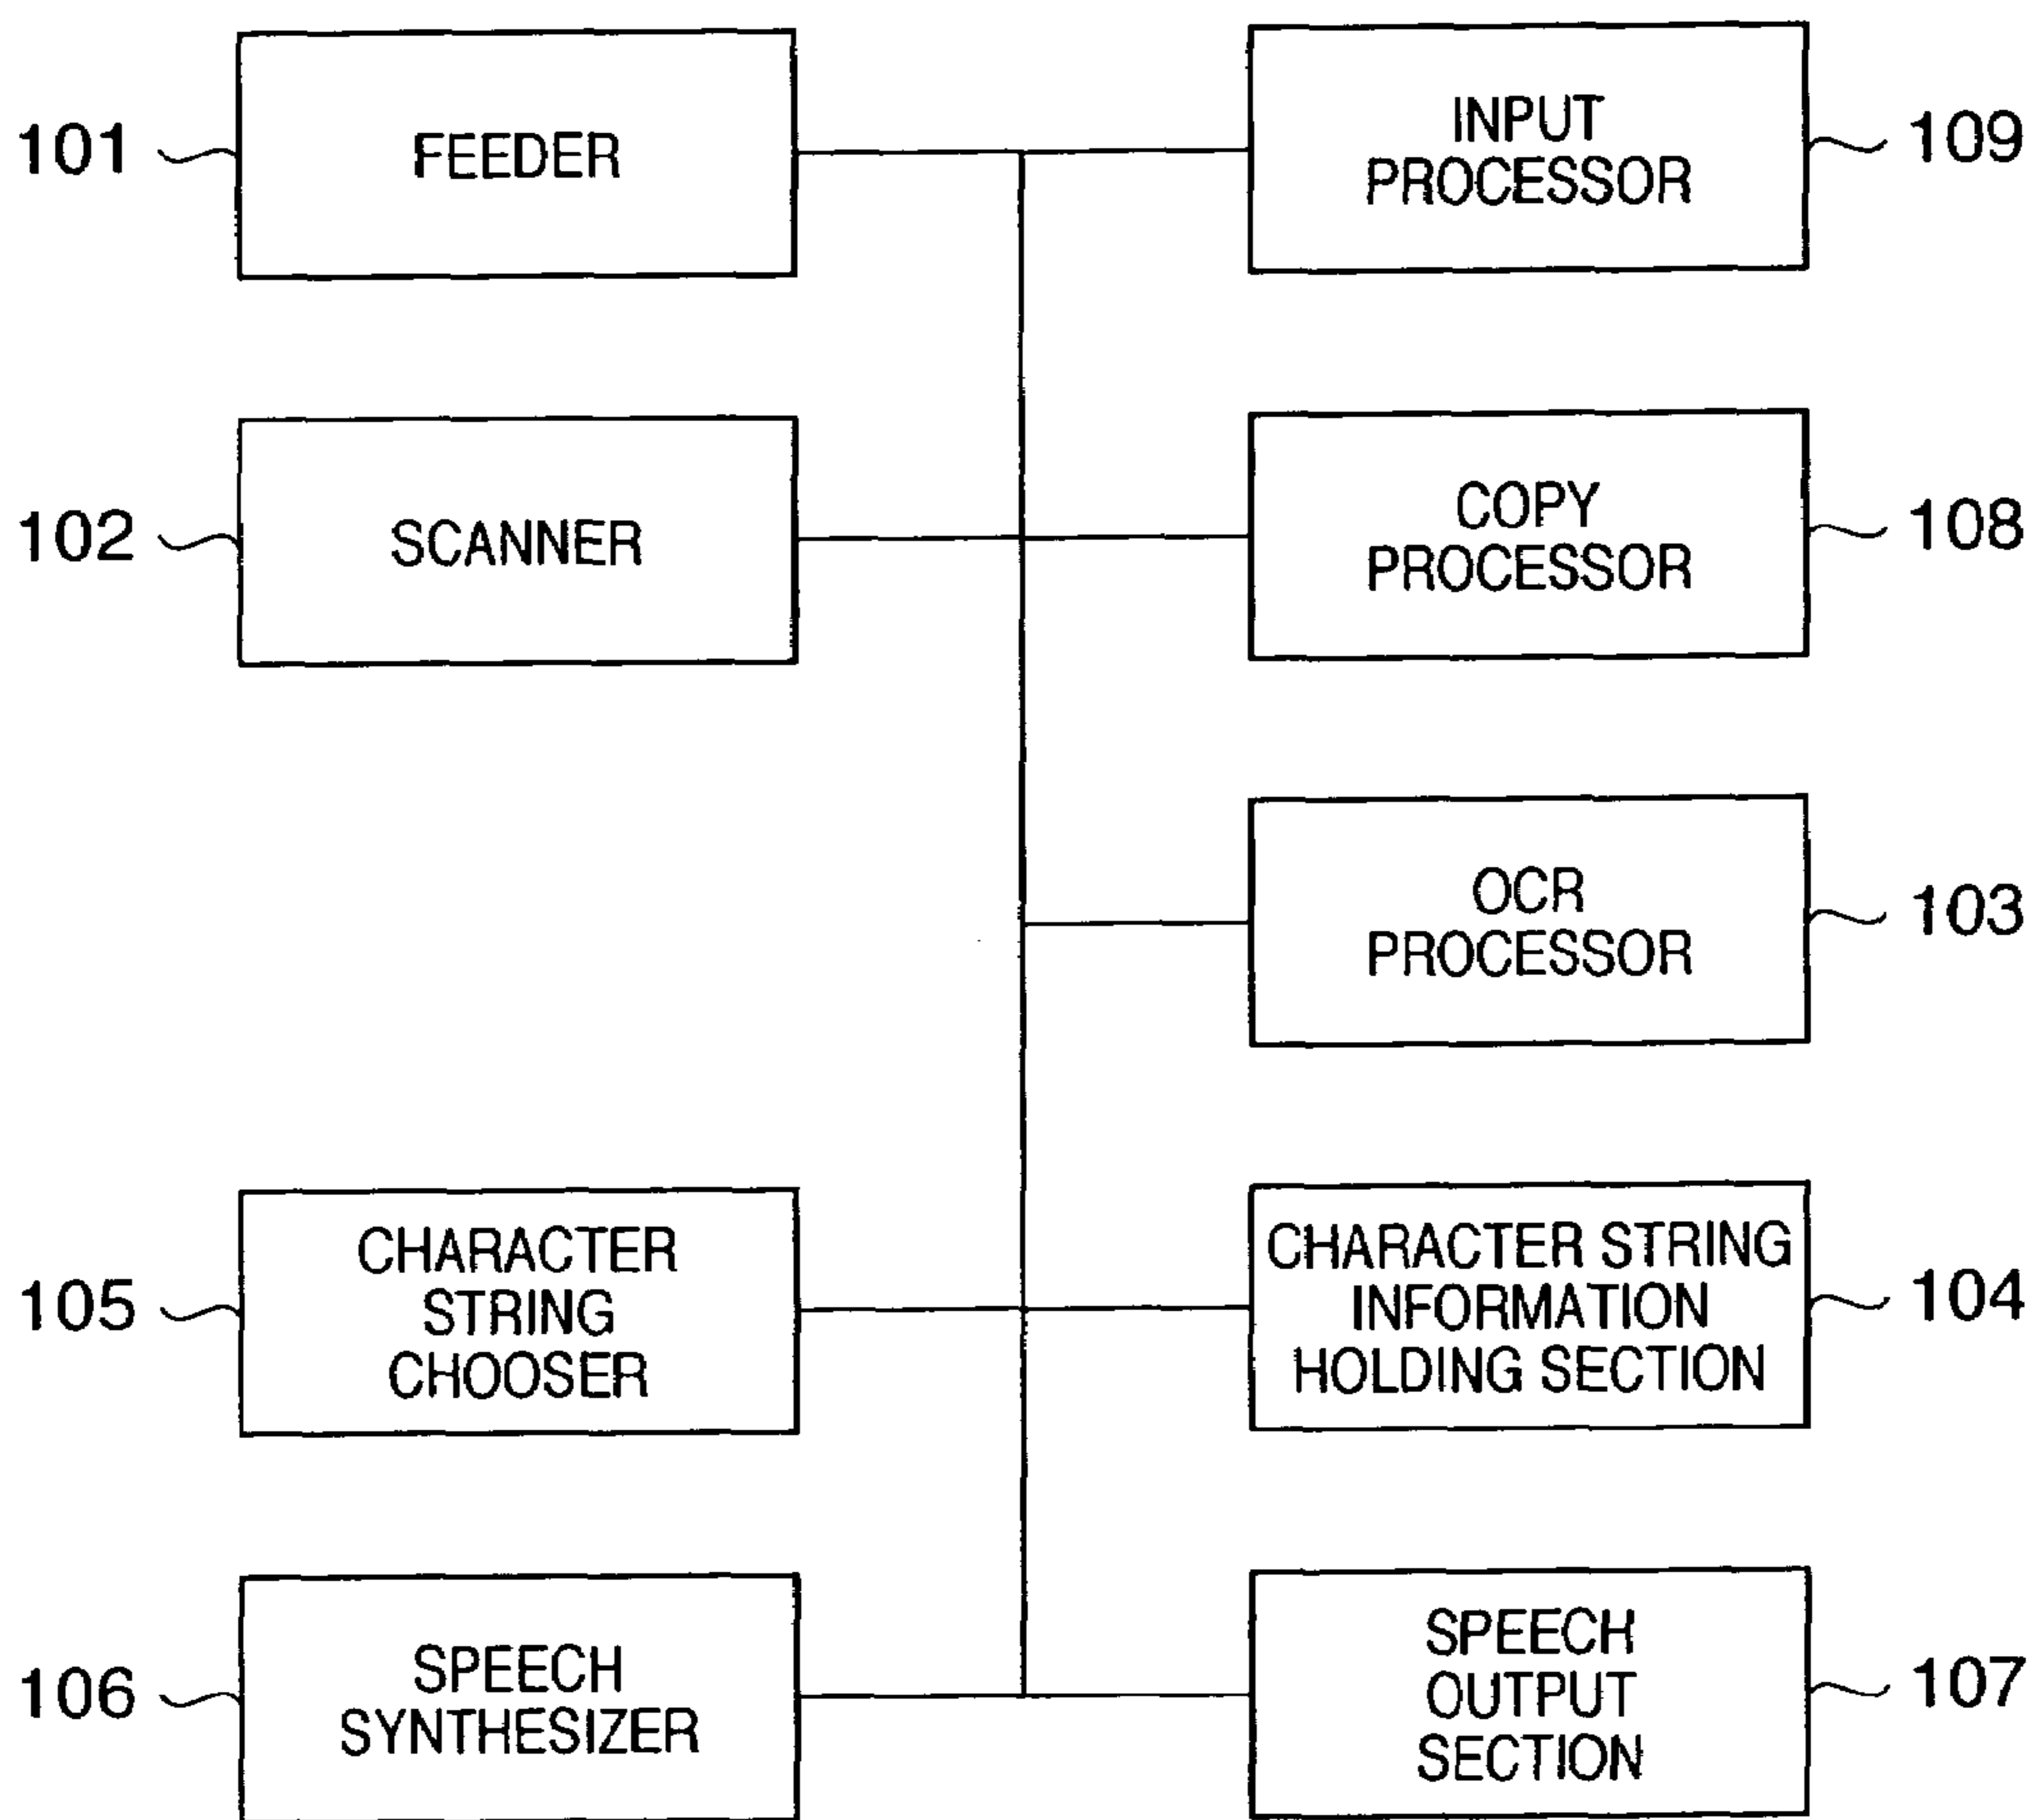 101
FEEDER
INPUT
PROCESSOR
109
102
SCANNER
COPY
PROCESSOR
108
OCR
PROCESSOR
103
105
CHARACTER
STRING
CHOOSER
CHARACTER STRING
INFORMATION
HOLDING SECTION
104
106
SPEECH
SYNTHESIZER
SPEECH
OUTPUT
SECTION
107